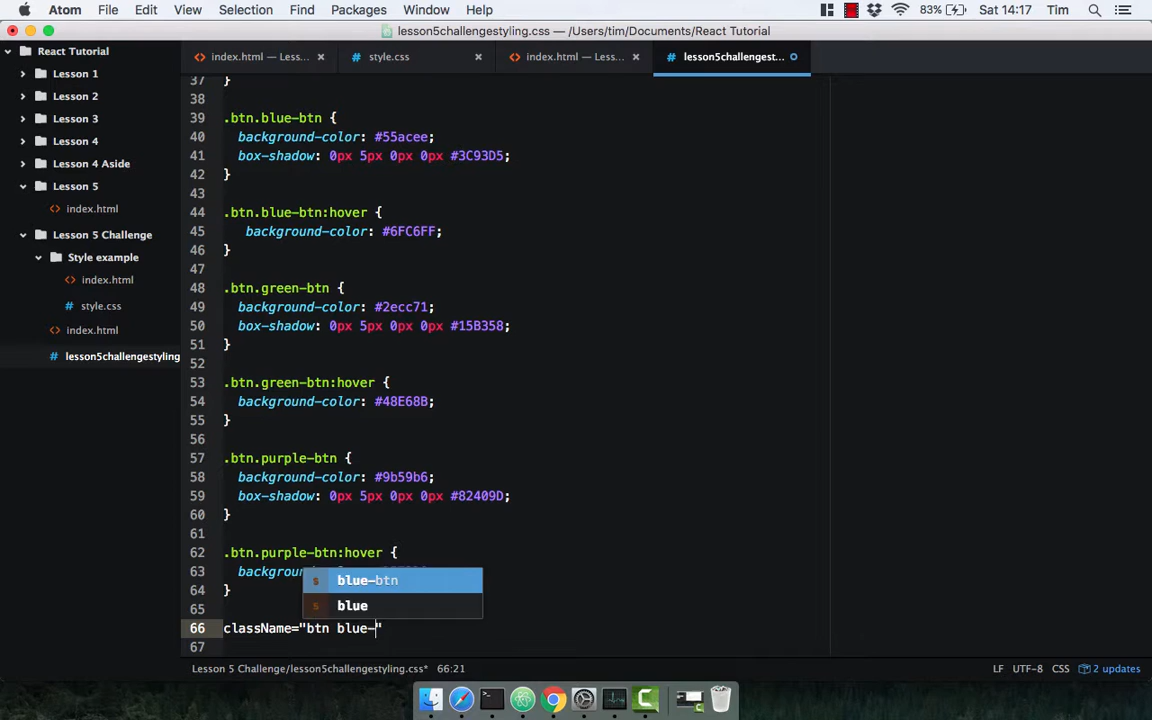 Atom File Edit View Selection Find Packages Window Help 83% Sat 14:17 Tim
lesson5challengestyling.css — /Users/tim/Documents/React Tutorial
React Tutorial
Lesson 1
Lesson 2
Lesson 3
Lesson 4
Lesson 4 Aside
Lesson 5
index.html
Lesson 5 Challenge
Style example
index.html
style.css
index.html
lesson5challengestyling
index.html — Less... style.css index.html — Less... lesson5challengest...
37 }
38
39 .btn.blue-btn {
40 background-color: #55acee;
41 box-shadow: 0px 5px 0px 0px #3C93D5;
42 }
43
44 .btn.blue-btn:hover {
45 background-color: #6FC6FF;
46 }
47
48 .btn.green-btn {
49 background-color: #2ecc71;
50 box-shadow: 0px 5px 0px 0px #15B358;
51 }
52
53 .btn.green-btn:hover {
54 background-color: #48E68B;
55 }
56
57 .btn.purple-btn {
58 background-color: #9b59b6;
59 box-shadow: 0px 5px 0px 0px #82409D;
60 }
61
62 .btn.purple-btn:hover {
63 backgroun
64 }
65
66 className="btn blue-"
67
s blue-btn
s blue
Lesson 5 Challenge/lesson5challengestyling.css* 66:21 LF UTF-8 CSS 2 updates